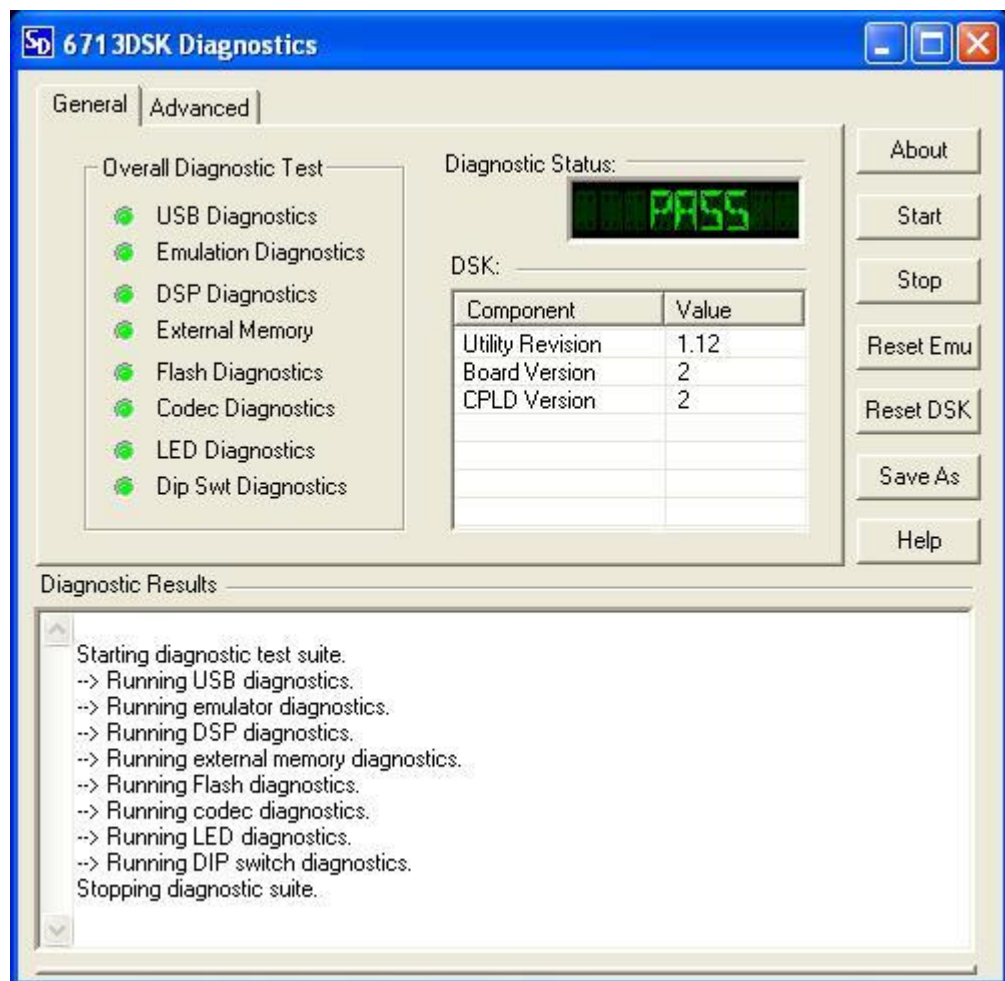 SD 6713DSK Diagnostics
General
Advanced
Overall Diagnostic Test
USB Diagnostics
Emulation Diagnostics
DSP Diagnostics
External Memory
Flash Diagnostics
Codec Diagnostics
LED Diagnostics
Dip Swt Diagnostics
Diagnostic Status:
PASS
DSK:
Component Value
Utility Revision 1.12
Board Version 2
CPLD Version 2
About
Start
Stop
Reset Emu
Reset DSK
Save As
Help
Diagnostic Results
Starting diagnostic test suite.
--> Running USB diagnostics.
--> Running emulator diagnostics.
--> Running DSP diagnostics.
--> Running external memory diagnostics.
--> Running Flash diagnostics.
--> Running codec diagnostics.
--> Running LED diagnostics.
--> Running DIP switch diagnostics.
Stopping diagnostic suite.